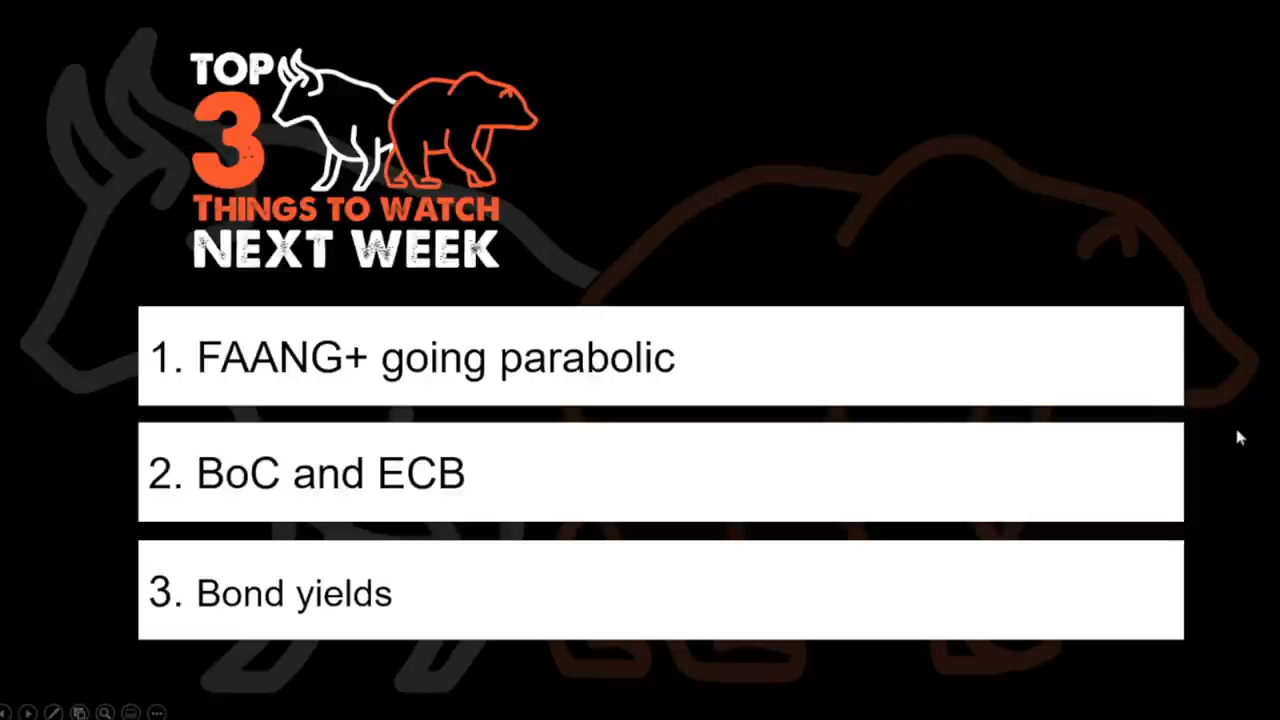 TOP
3
THINGS TO WATCH
NEXT WEEK
1. FAANG+ going parabolic
2. BoC and ECB
3. Bond yields